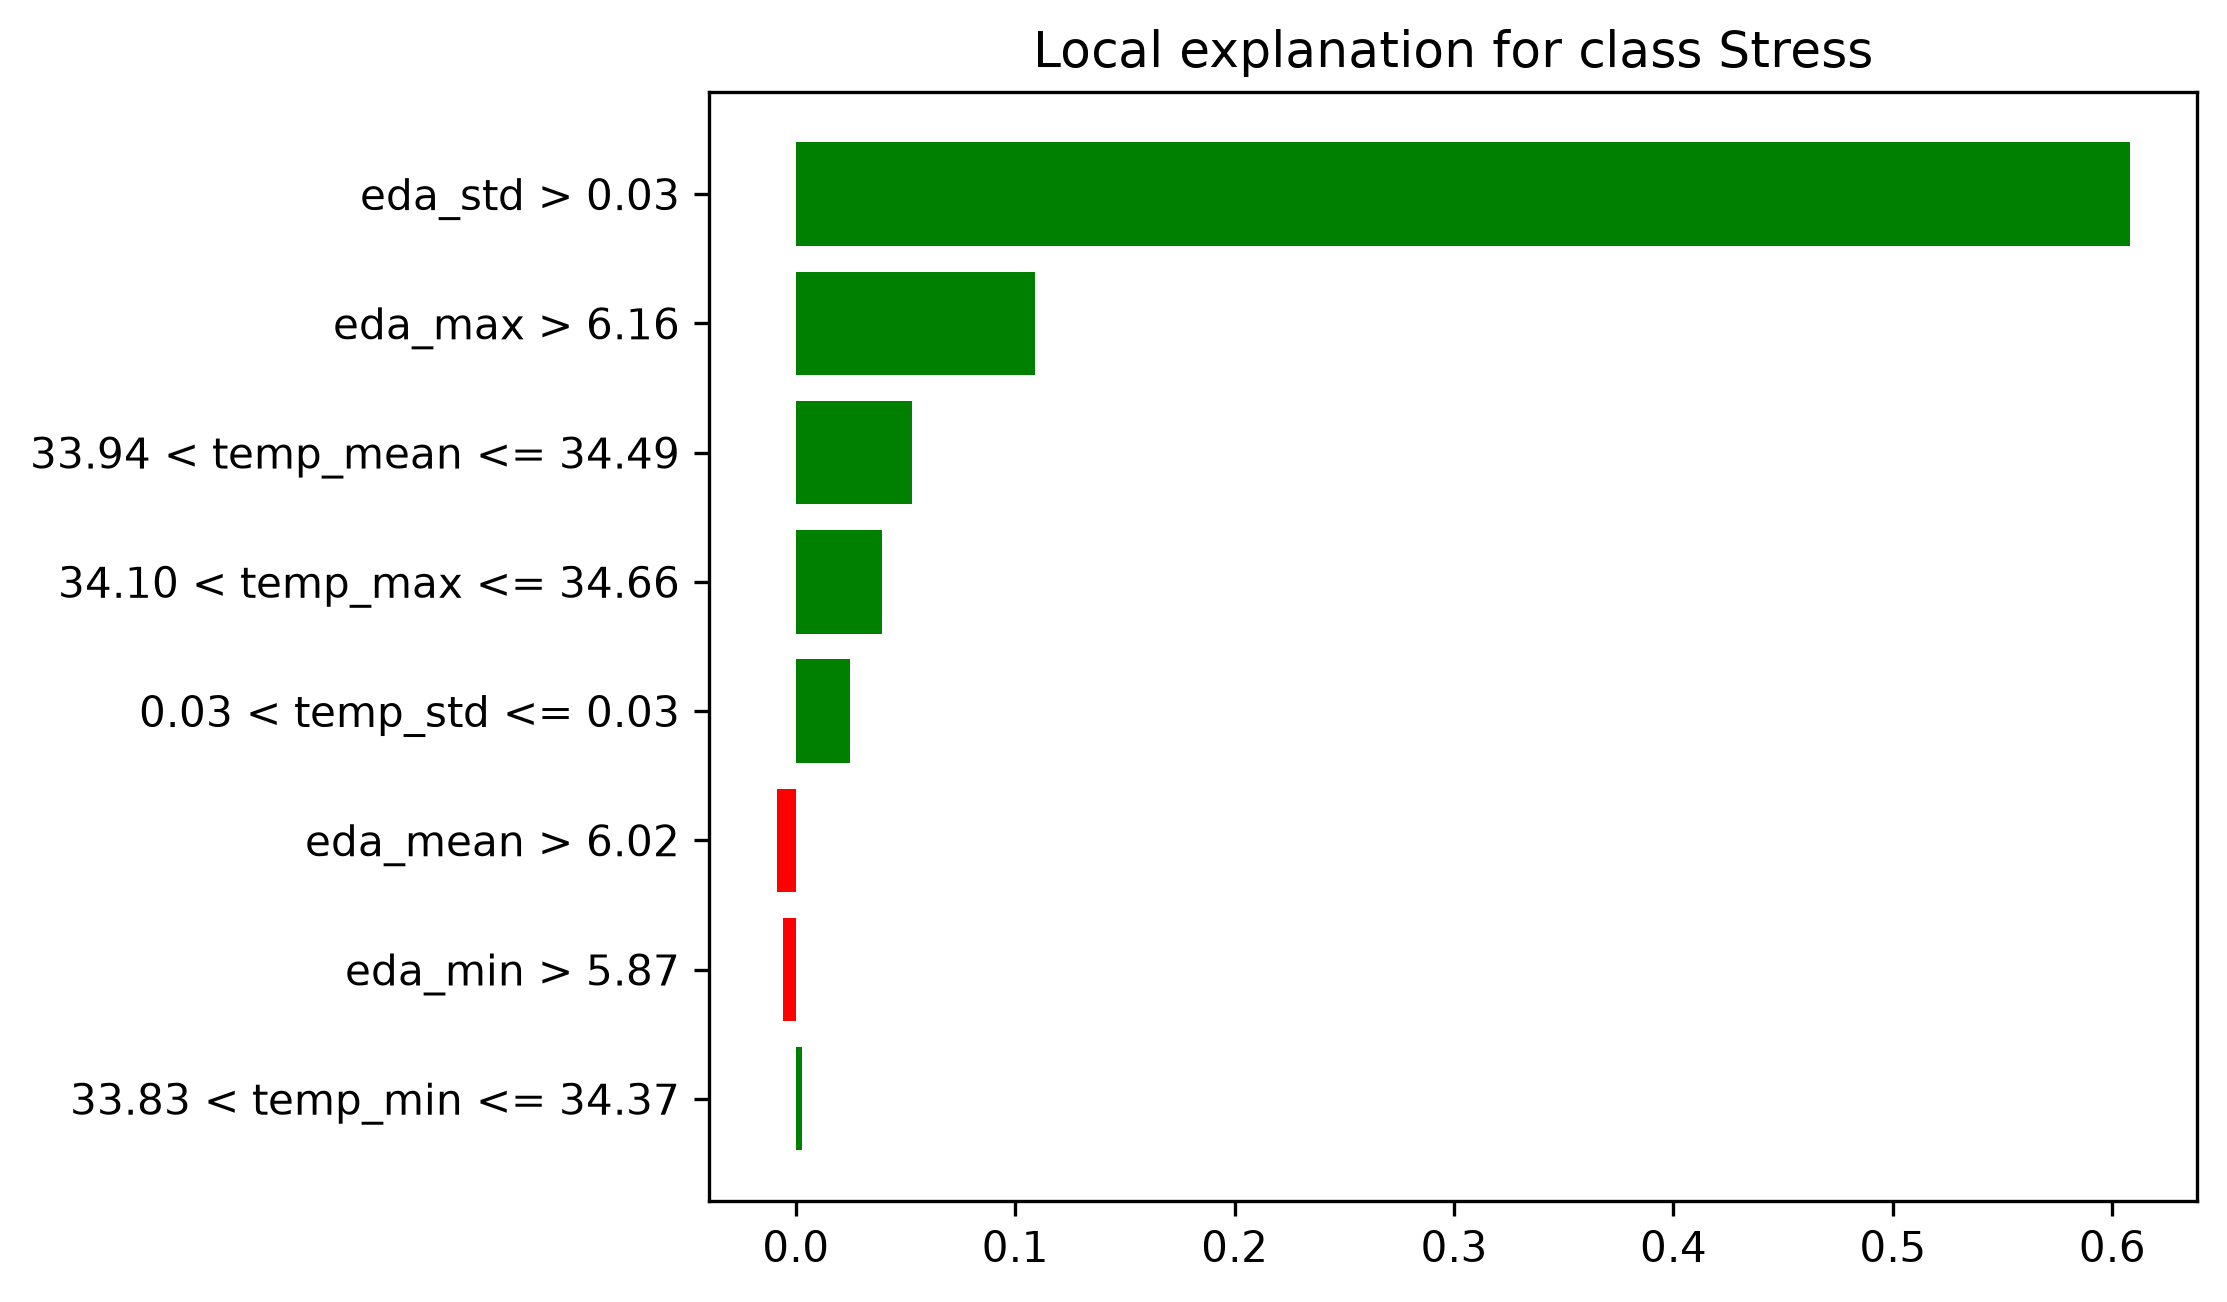 Local explanation for class Stress
eda_std > 0.03
eda_max > 6.16
33.94 < temp_mean <= 34.49
34.10 < temp_max <= 34.66
0.03 < temp_std <= 0.03
eda_mean > 6.02
eda_min > 5.87
33.83 < temp_min <= 34.37
0.0 0.1 0.2 0.3 0.4 0.5 0.6